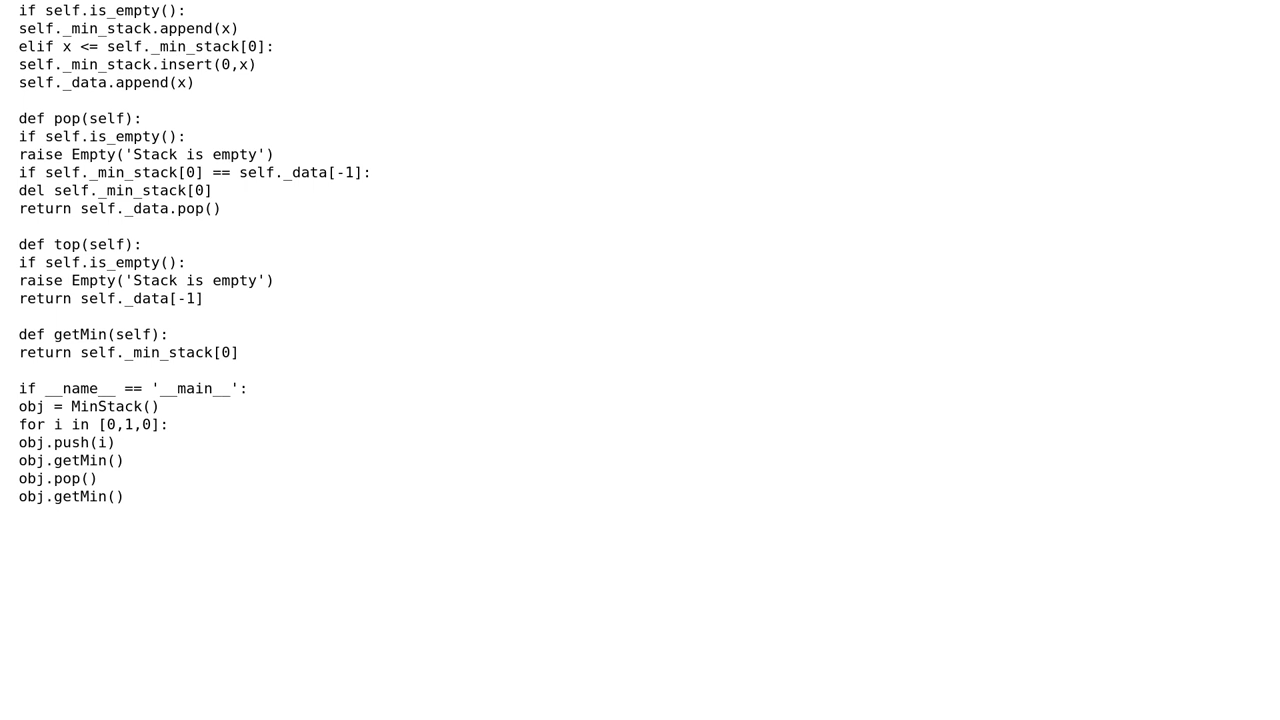 if self.is_empty():
self._min_stack.append(x)
elif x <= self._min_stack[0]:
self._min_stack.insert(0,x)
self._data.append(x)

def pop(self):
if self.is_empty():
raise Empty('Stack is empty')
if self._min_stack[0] == self._data[-1]:
del self._min_stack[0]
return self._data.pop()

def top(self):
if self.is_empty():
raise Empty('Stack is empty')
return self._data[-1]

def getMin(self):
return self._min_stack[0]

if __name__ == '__main__':
obj = MinStack()
for i in [0,1,0]:
obj.push(i)
obj.getMin()
obj.pop()
obj.getMin()